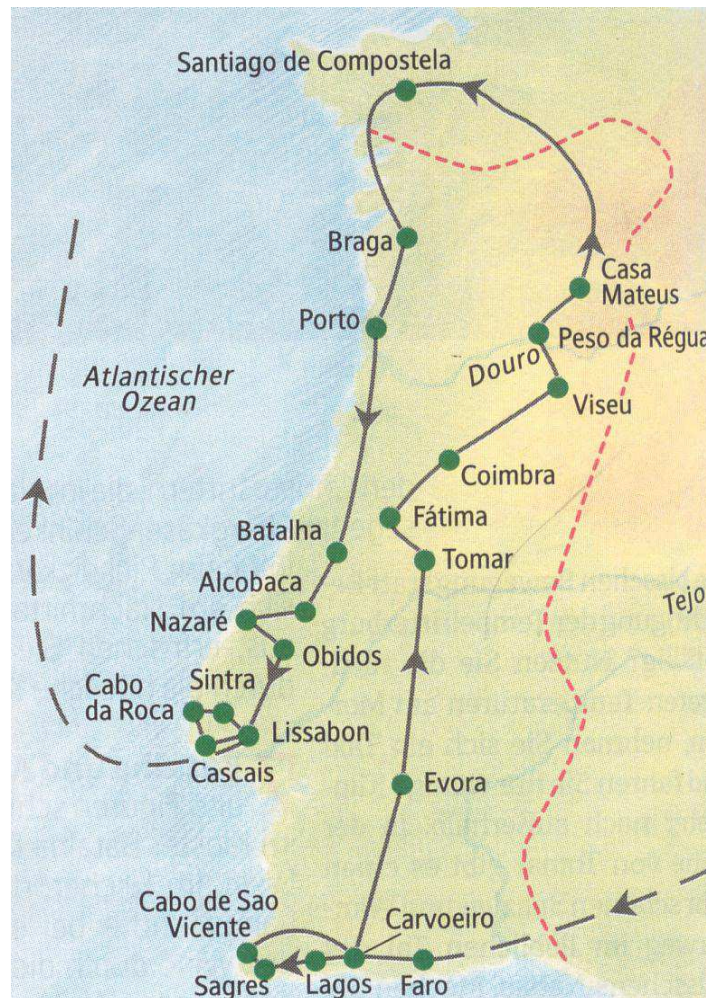 Santiago de Compostela
Braga
Casa
Mateus
Porto
Peso da Régua
Douro
Atlantischer
Ozean
Viseu
Coimbra
Fátima
Batalha
Tomar
Alcobaca
Tejo
Nazaré
Obidos
Sintra
Cabo
da Roca
Lissabon
Cascais
Evora
Cabo de Sao
Vicente
Carvoeiro
Sagres
Lagos
Faro